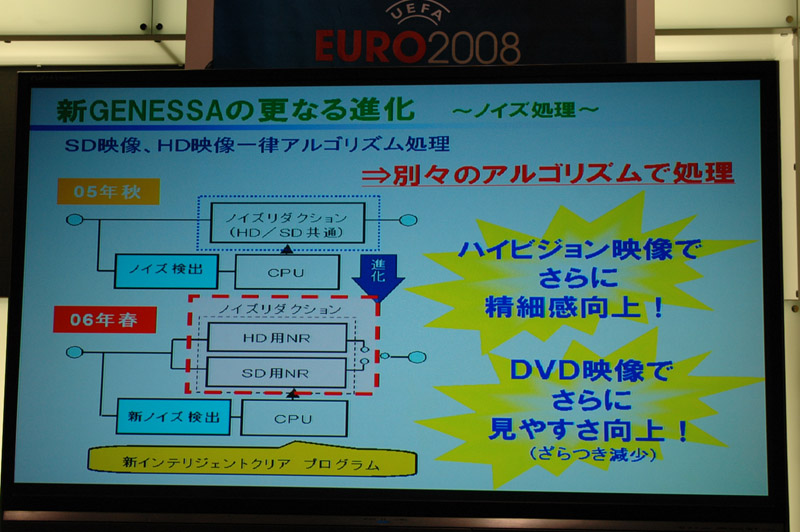 UEFA
EURO2008
新GENESSAの更なる進化 ～ノイズ処理～
SD映像、HD映像一律アルゴリズム処理
⇒別々のアルゴリズムで処理
05年秋
ノイズリダクション
(HD／SD共通)
ノイズ検出
CPU
進化
ハイビジョン映像で
さらに
精細感向上！
06年春
ノイズリダクション
HD用NR
SD用NR
新ノイズ検出
CPU
新インテリジェントクリア プログラム
DVD映像で
さらに
見やすさ向上！
(ざらつき減少)